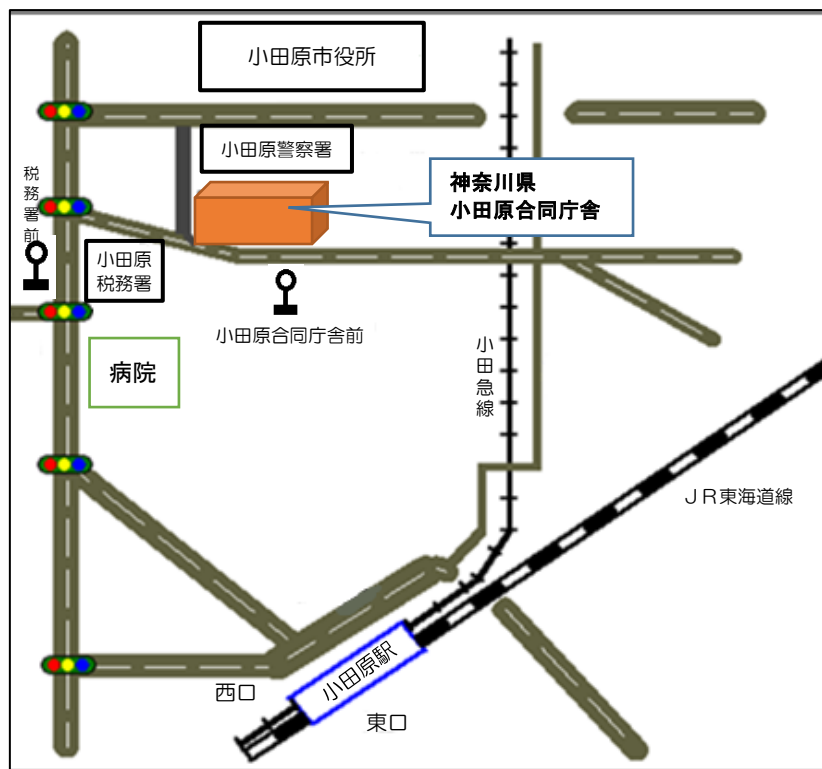 小田原市役所
小田原警察署
神奈川県
小田原合同庁舎
税務署前
小田原
税務署
小田原合同庁舎前
小田急線
病院
ＪＲ東海道線
小田原駅
西口
東口